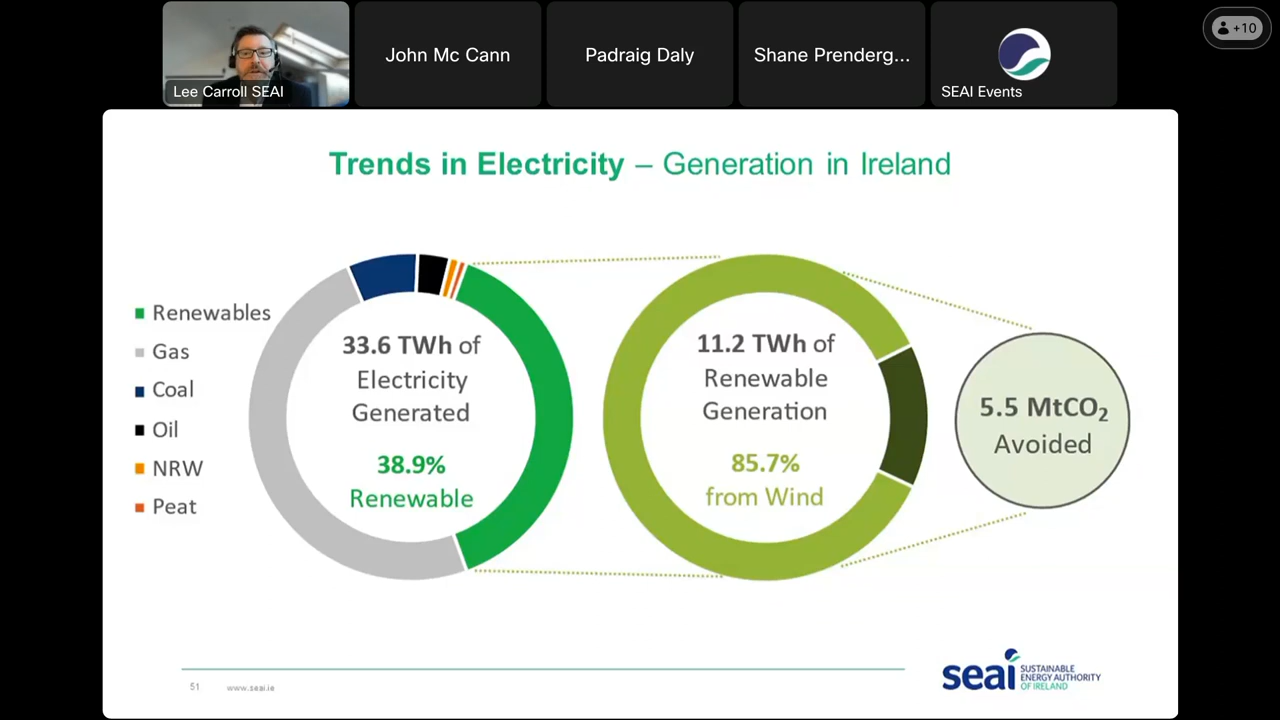 +10
Lee Carroll SEAI
John Mc Cann
Padraig Daly
Shane Prenderg...
SEAI Events
Trends in Electricity – Generation in Ireland
Renewables
Gas
Coal
Oil
NRW
Peat
33.6 TWh of
Electricity
Generated
38.9%
Renewable
11.2 TWh of
Renewable
Generation
85.7%
from Wind
5.5 MtCO₂
Avoided
51
www.seai.ie
seai
SUSTAINABLE
ENERGY AUTHORITY
OF IRELAND